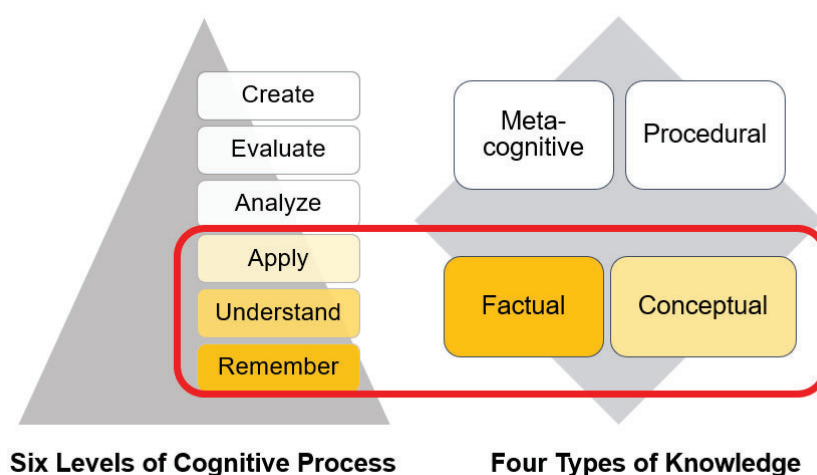 Create
Evaluate
Analyze
Apply
Understand
Remember
Meta-
cognitive
Procedural
Factual
Conceptual
Six Levels of Cognitive Process
Four Types of Knowledge